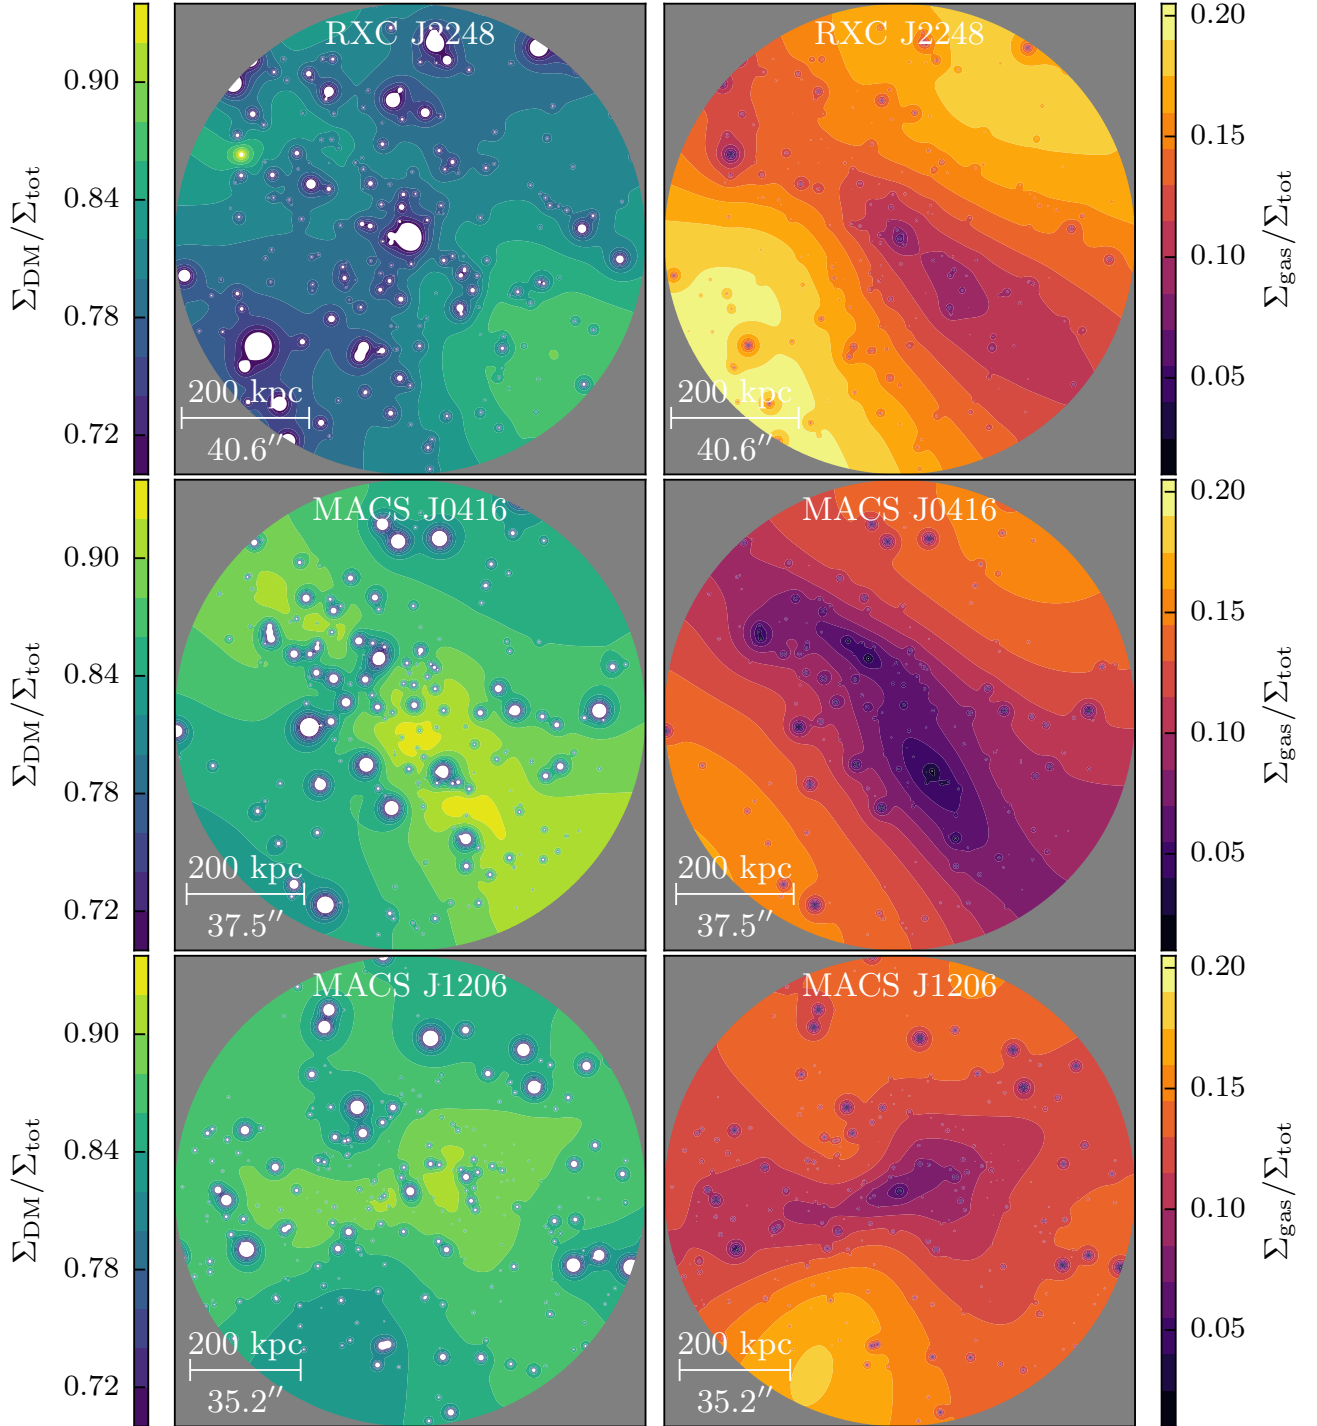 RXC J2248
RXC J2248
0.90
0.84
0.78
0.72
Σ_DM/Σ_tot
200 kpc
40.6″
200 kpc
40.6″
0.20
0.15
0.10
0.05
Σ_gas/Σ_tot
MACS J0416
MACS J0416
0.90
0.84
0.78
0.72
Σ_DM/Σ_tot
200 kpc
37.5″
200 kpc
37.5″
0.20
0.15
0.10
0.05
Σ_gas/Σ_tot
MACS J1206
MACS J1206
0.90
0.84
0.78
0.72
Σ_DM/Σ_tot
200 kpc
35.2″
200 kpc
35.2″
0.20
0.15
0.10
0.05
Σ_gas/Σ_tot